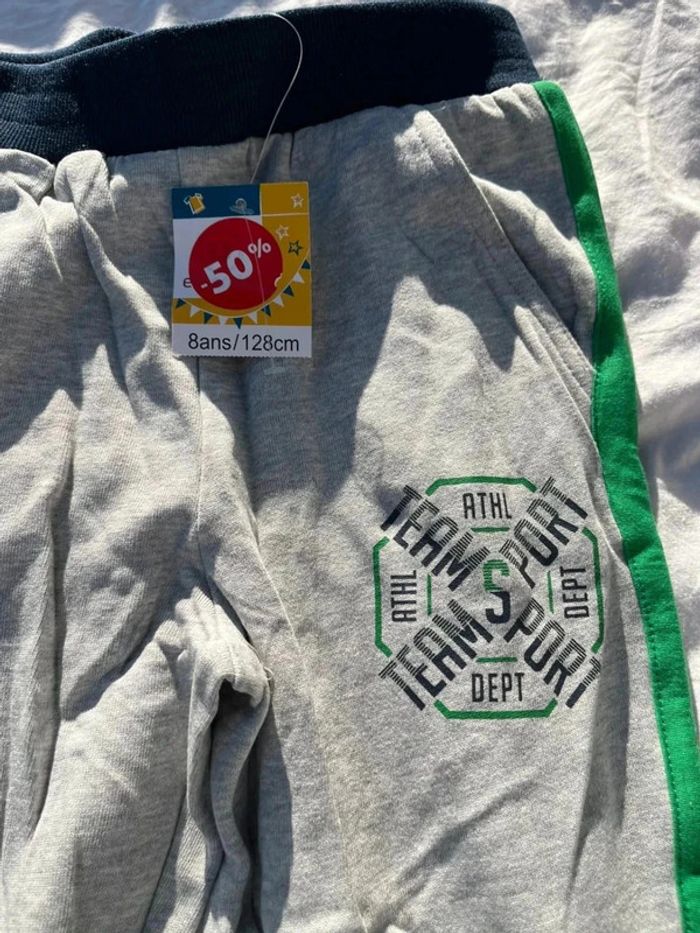 -50%
8ans/128cm
ATHL
TEAM SPORT
ATHL
S
DEPT
TEAM SPORT
DEPT